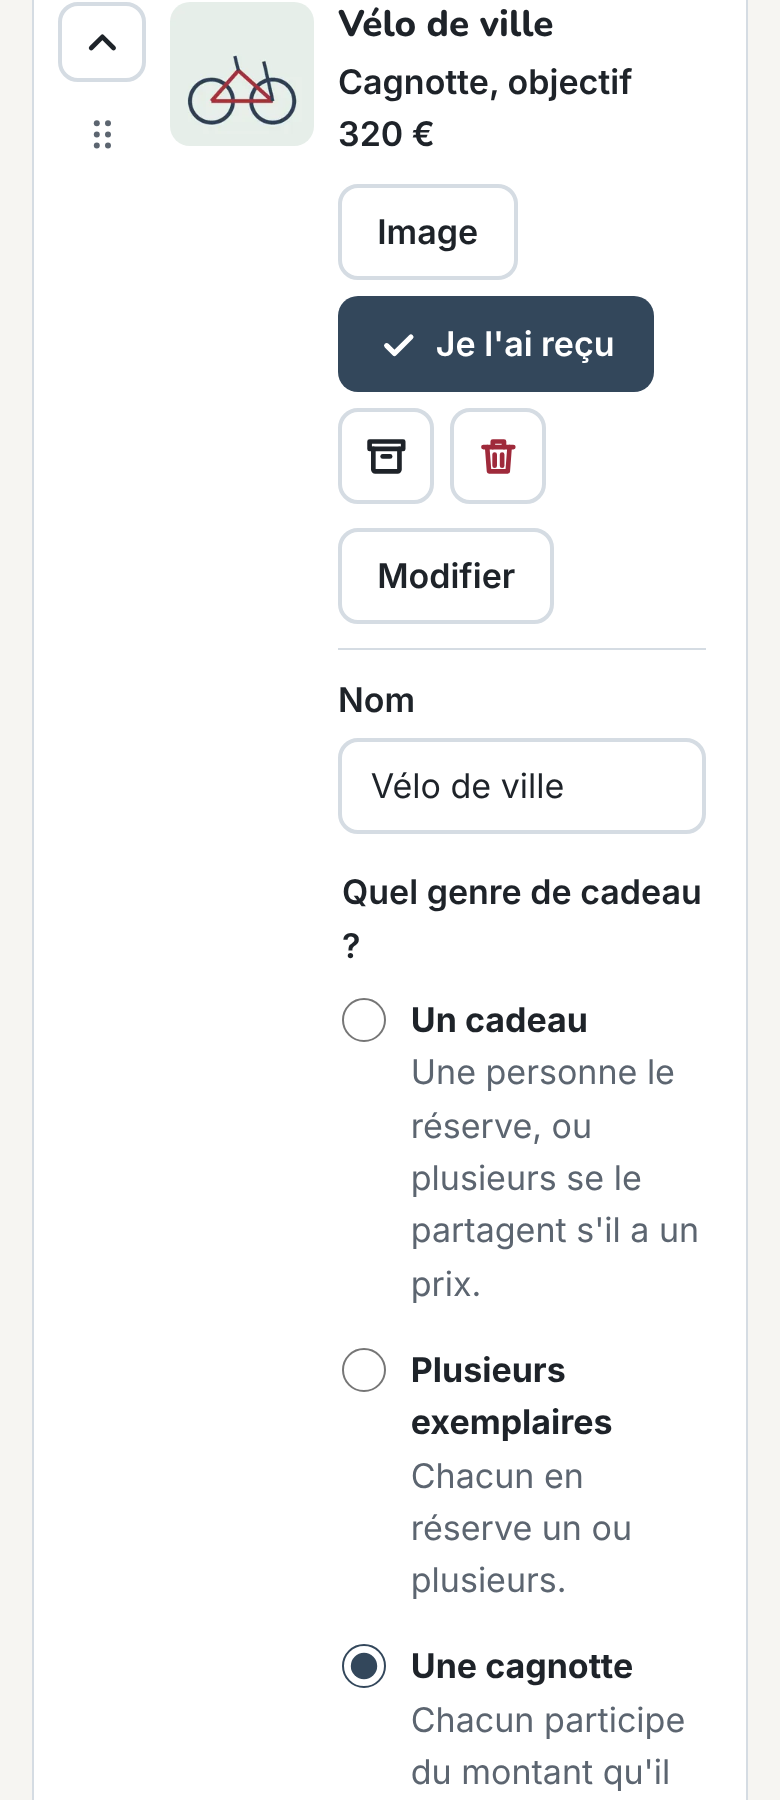 Vélo de ville
Cagnotte, objectif
320 €
Image
Je l'ai reçu
Modifier
Nom
Vélo de ville
Quel genre de cadeau
?
Un cadeau
Une personne le
réserve, ou
plusieurs se le
partagent s'il a un
prix.
Plusieurs
exemplaires
Chacun en
réserve un ou
plusieurs.
Une cagnotte
Chacun participe
du montant qu'il